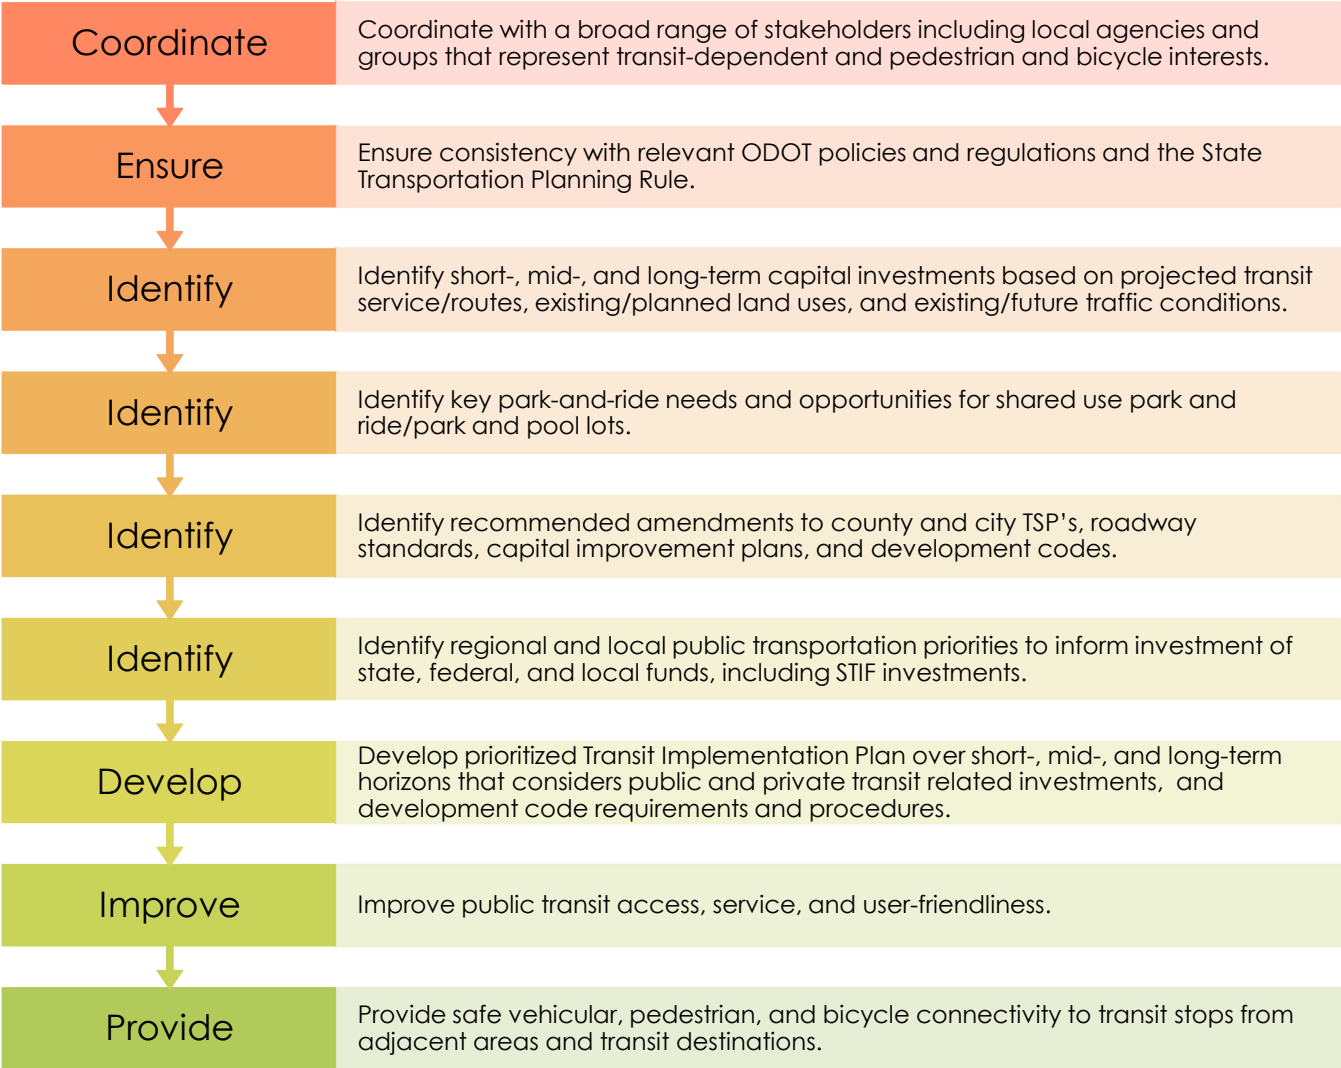 Coordinate
Coordinate with a broad range of stakeholders including local agencies and
groups that represent transit-dependent and pedestrian and bicycle interests.
Ensure
Ensure consistency with relevant ODOT policies and regulations and the State
Transportation Planning Rule.
Identify
Identify short-, mid-, and long-term capital investments based on projected transit
service/routes, existing/planned land uses, and existing/future traffic conditions.
Identify
Identify key park-and-ride needs and opportunities for shared use park and
ride/park and pool lots.
Identify
Identify recommended amendments to county and city TSP’s, roadway
standards, capital improvement plans, and development codes.
Identify
Identify regional and local public transportation priorities to inform investment of
state, federal, and local funds, including STIF investments.
Develop
Develop prioritized Transit Implementation Plan over short-, mid-, and long-term
horizons that considers public and private transit related investments,  and
development code requirements and procedures.
Improve
Improve public transit access, service, and user-friendliness.
Provide
Provide safe vehicular, pedestrian, and bicycle connectivity to transit stops from
adjacent areas and transit destinations.